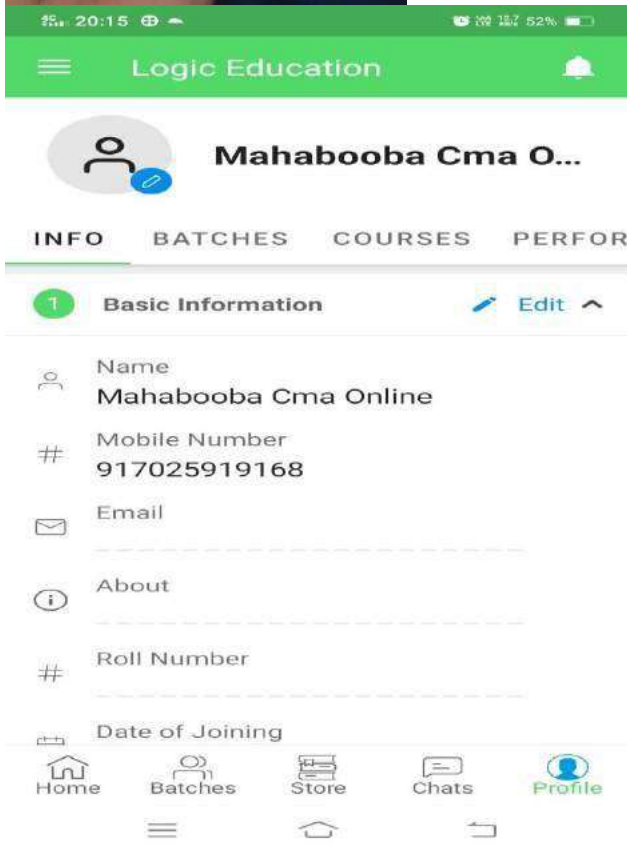 20:15 52%
Logic Education
Mahabooba Cma O...
INFO BATCHES COURSES PERFOR
1 Basic Information Edit
Name
Mahabooba Cma Online
# Mobile Number
917025919168
Email
About
# Roll Number
Date of Joining
Home Batches Store Chats Profile